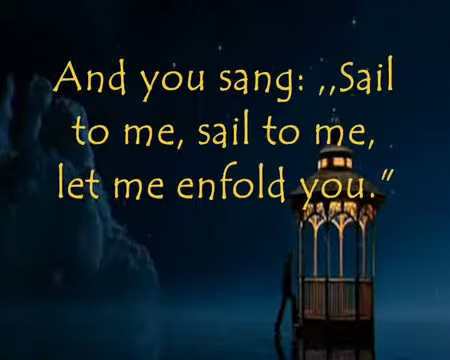 And you sang: ,,Sail
to me, sail to me,
let me enfold you."